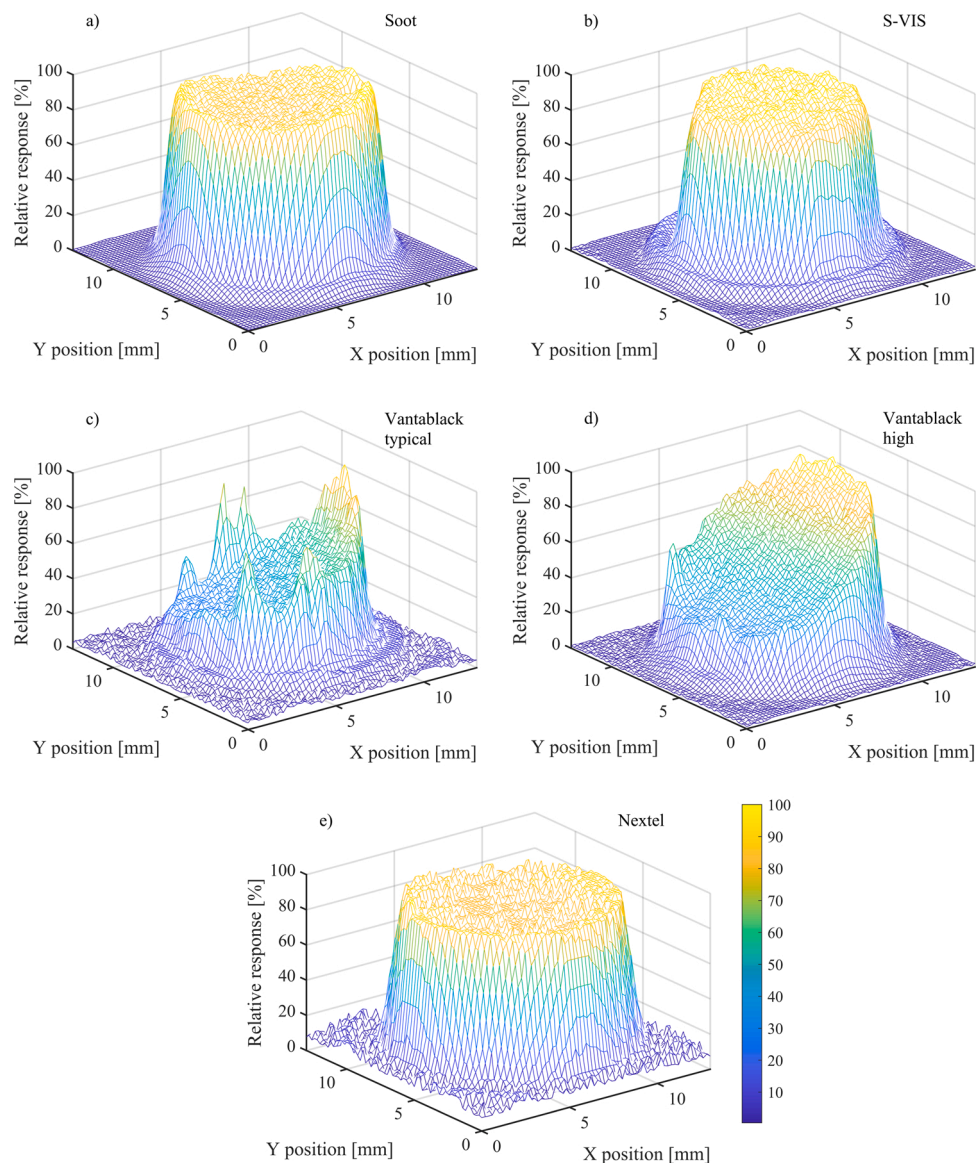 a)
Soot
Relative response [%]
100
80
60
40
20
0
10
5
0
Y position [mm]
0
5
10
X position [mm]
b)
S-VIS
Relative response [%]
100
80
60
40
20
0
10
5
0
Y position [mm]
0
5
10
X position [mm]
c)
Vantablack
typical
Relative response [%]
100
80
60
40
20
0
10
5
0
Y position [mm]
0
5
10
X position [mm]
d)
Vantablack
high
Relative response [%]
100
80
60
40
20
0
10
5
0
Y position [mm]
0
5
10
X position [mm]
e)
Nextel
Relative response [%]
100
80
60
40
20
0
10
5
0
Y position [mm]
0
5
10
X position [mm]
100
90
80
70
60
50
40
30
20
10